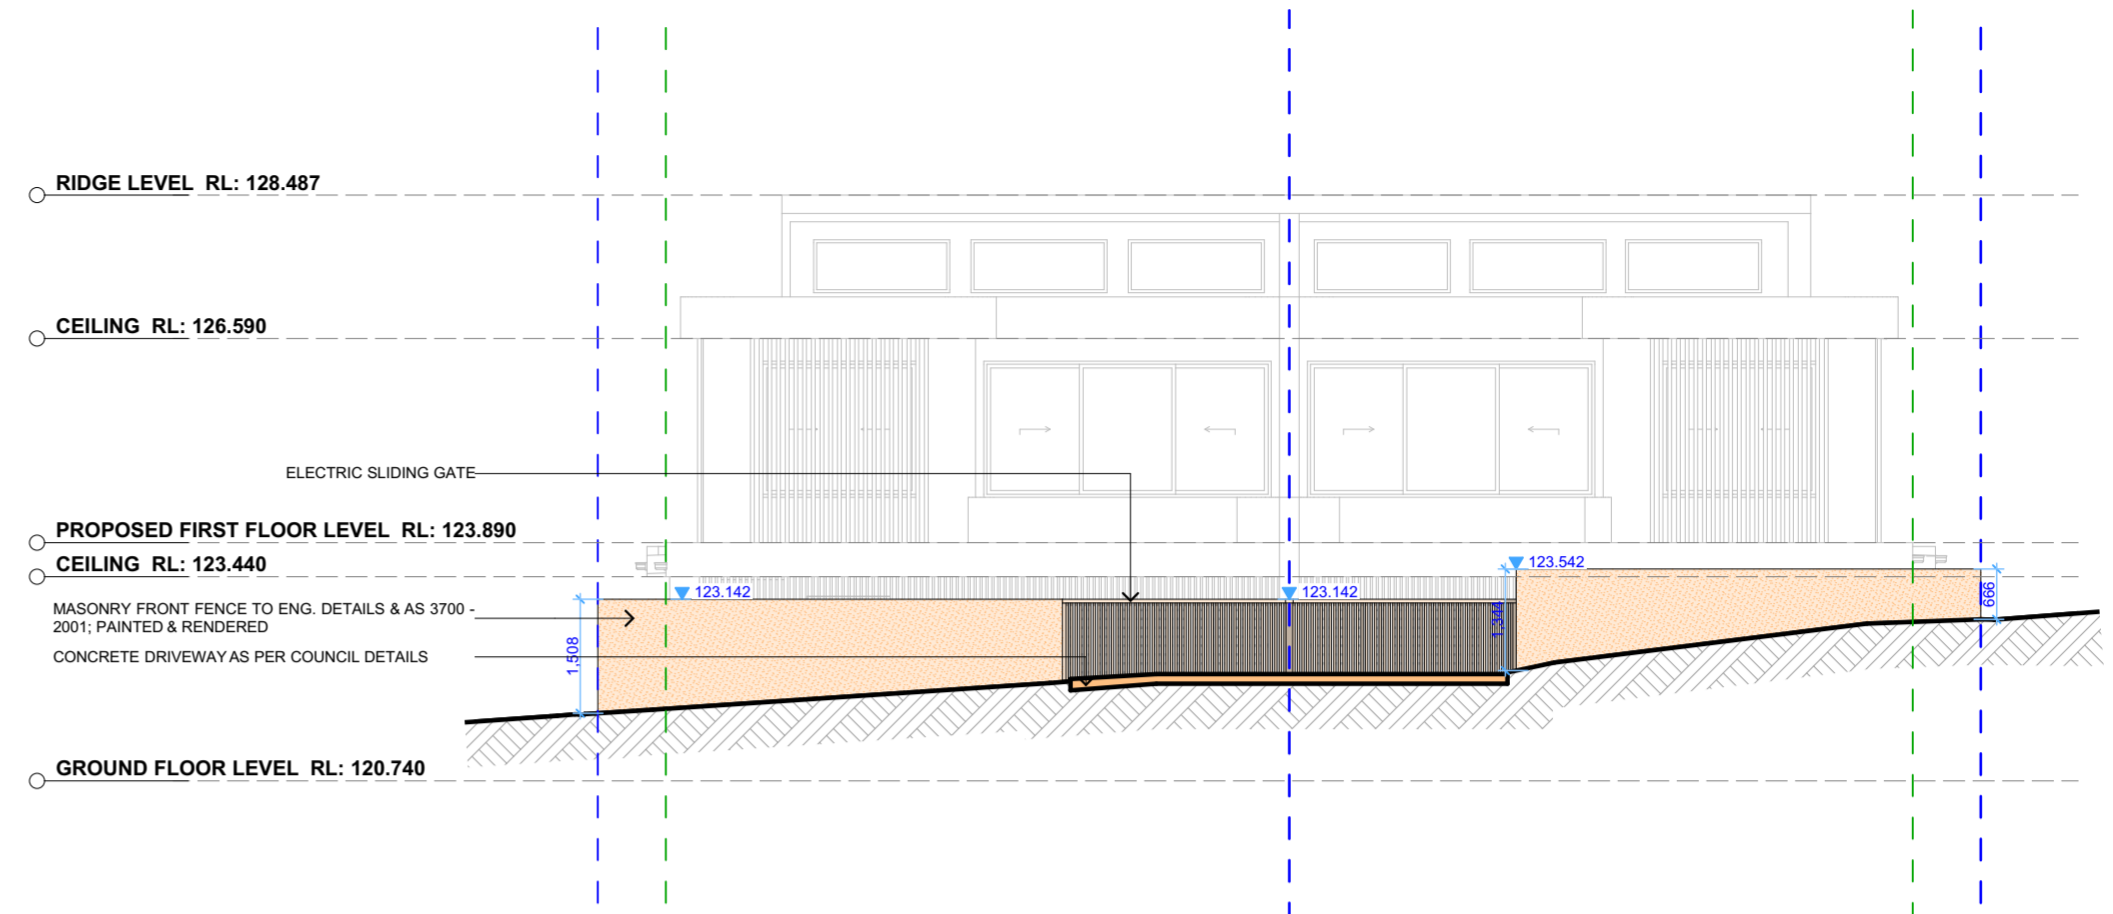 RIDGE LEVEL RL: 128.487
CEILING RL: 126.590
ELECTRIC SLIDING GATE
PROPOSED FIRST FLOOR LEVEL RL: 123.890
CEILING RL: 123.440
123.542
123.142
123.142
MASONRY FRONT FENCE TO ENG. DETAILS & AS 3700 -
2001; PAINTED & RENDERED
CONCRETE DRIVEWAY AS PER COUNCIL DETAILS
1,508
1,344
666
GROUND FLOOR LEVEL RL: 120.740